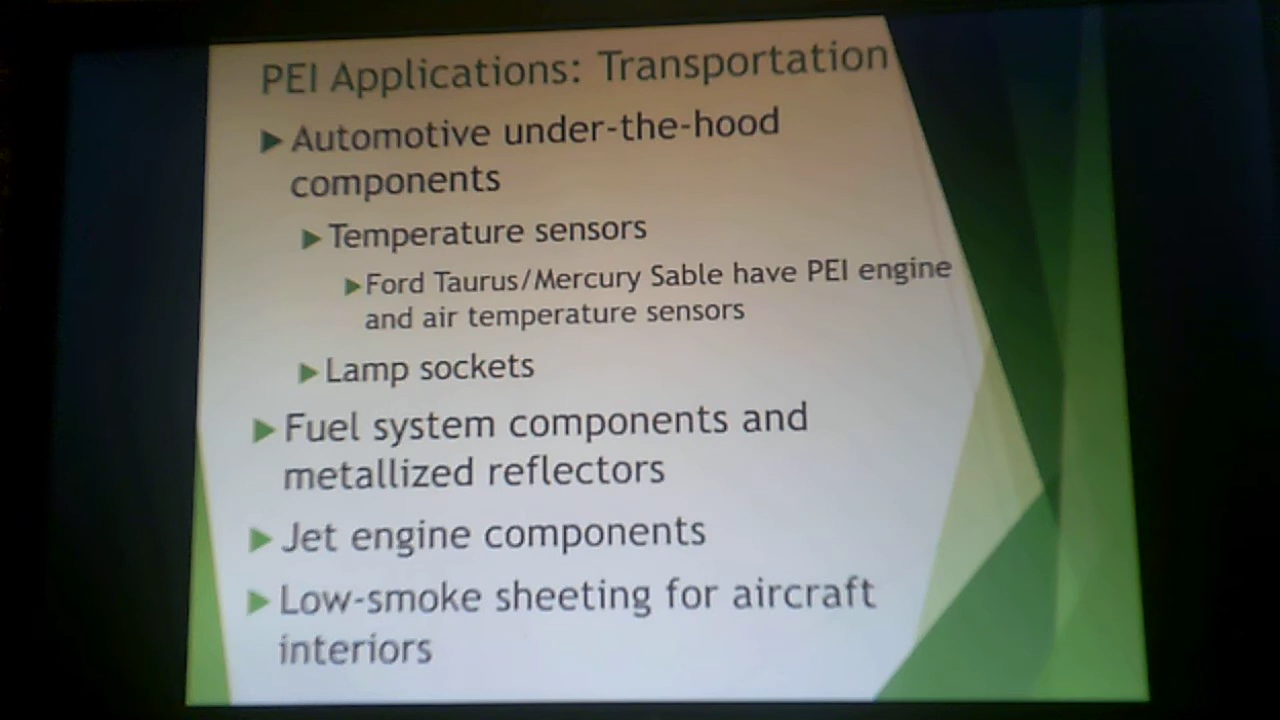 PEI Applications: Transportation
Automotive under-the-hood
components
Temperature sensors
Ford Taurus/Mercury Sable have PEI engine
and air temperature sensors
Lamp sockets
Fuel system components and
metallized reflectors
Jet engine components
Low-smoke sheeting for aircraft
interiors